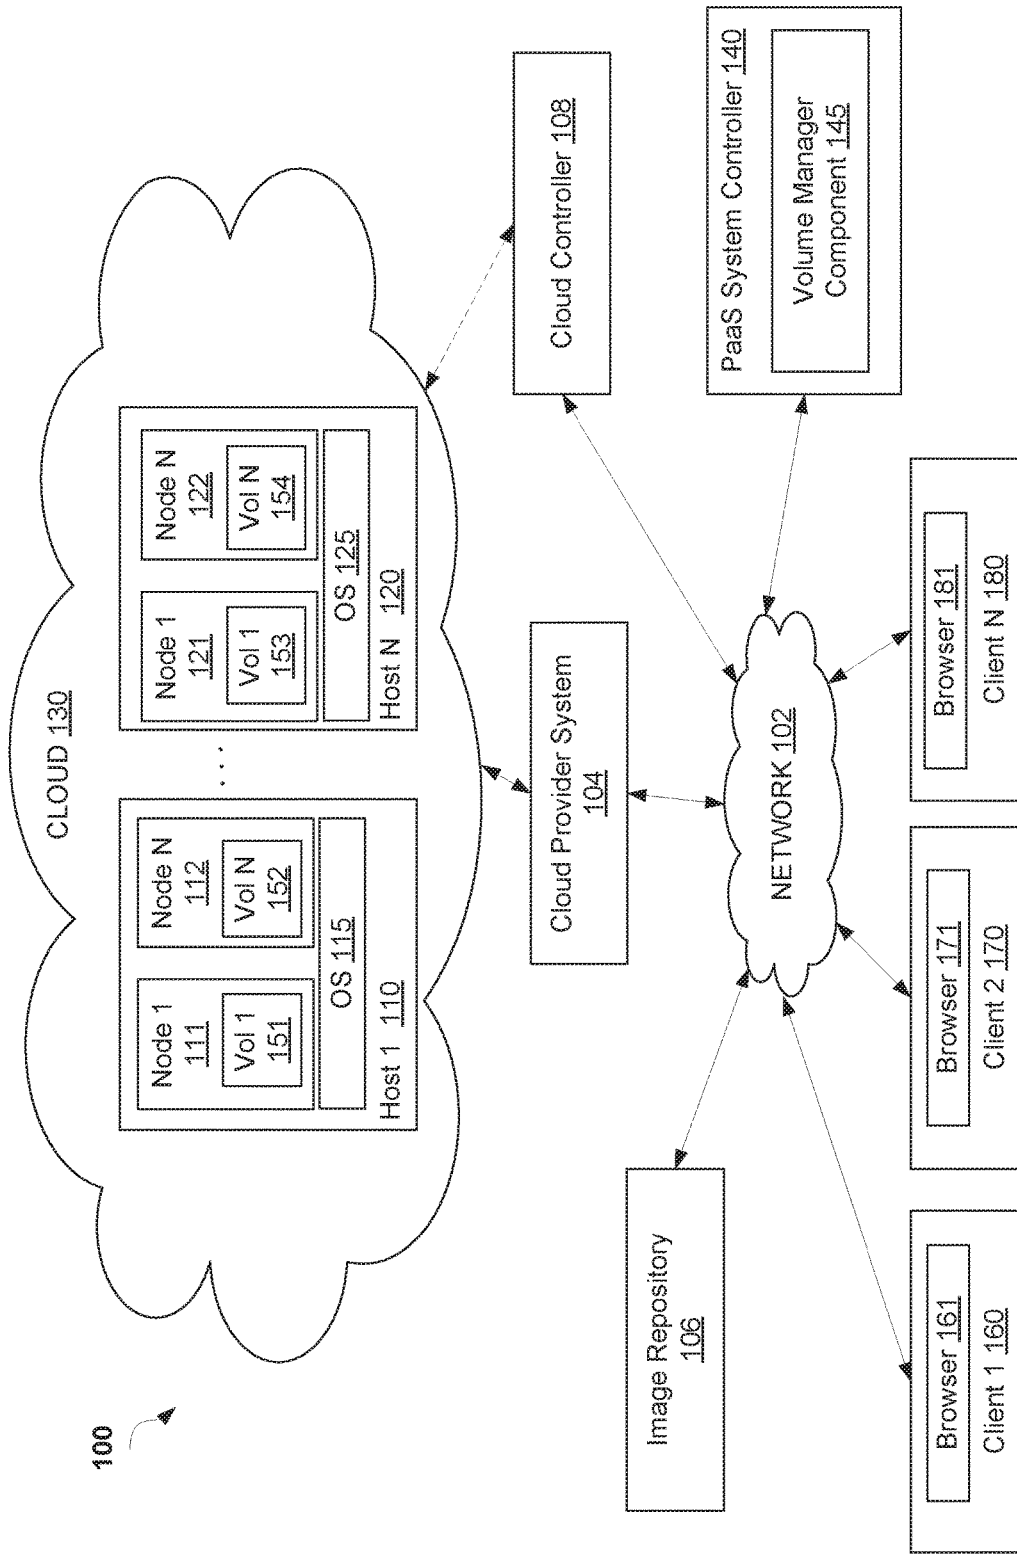 100
CLOUD 130
Node 1
111
Vol 1
151
Node N
112
Vol N
152
OS 115
Host 1 110
. . .
Node 1
121
Vol 1
153
Node N
122
Vol N
154
OS 125
Host N 120
Cloud Provider System
104
Cloud Controller 108
Image Repository
106
NETWORK 102
PaaS System Controller 140
Volume Manager
Component 145
Browser 161
Client 1 160
Browser 171
Client 2 170
Browser 181
Client N 180